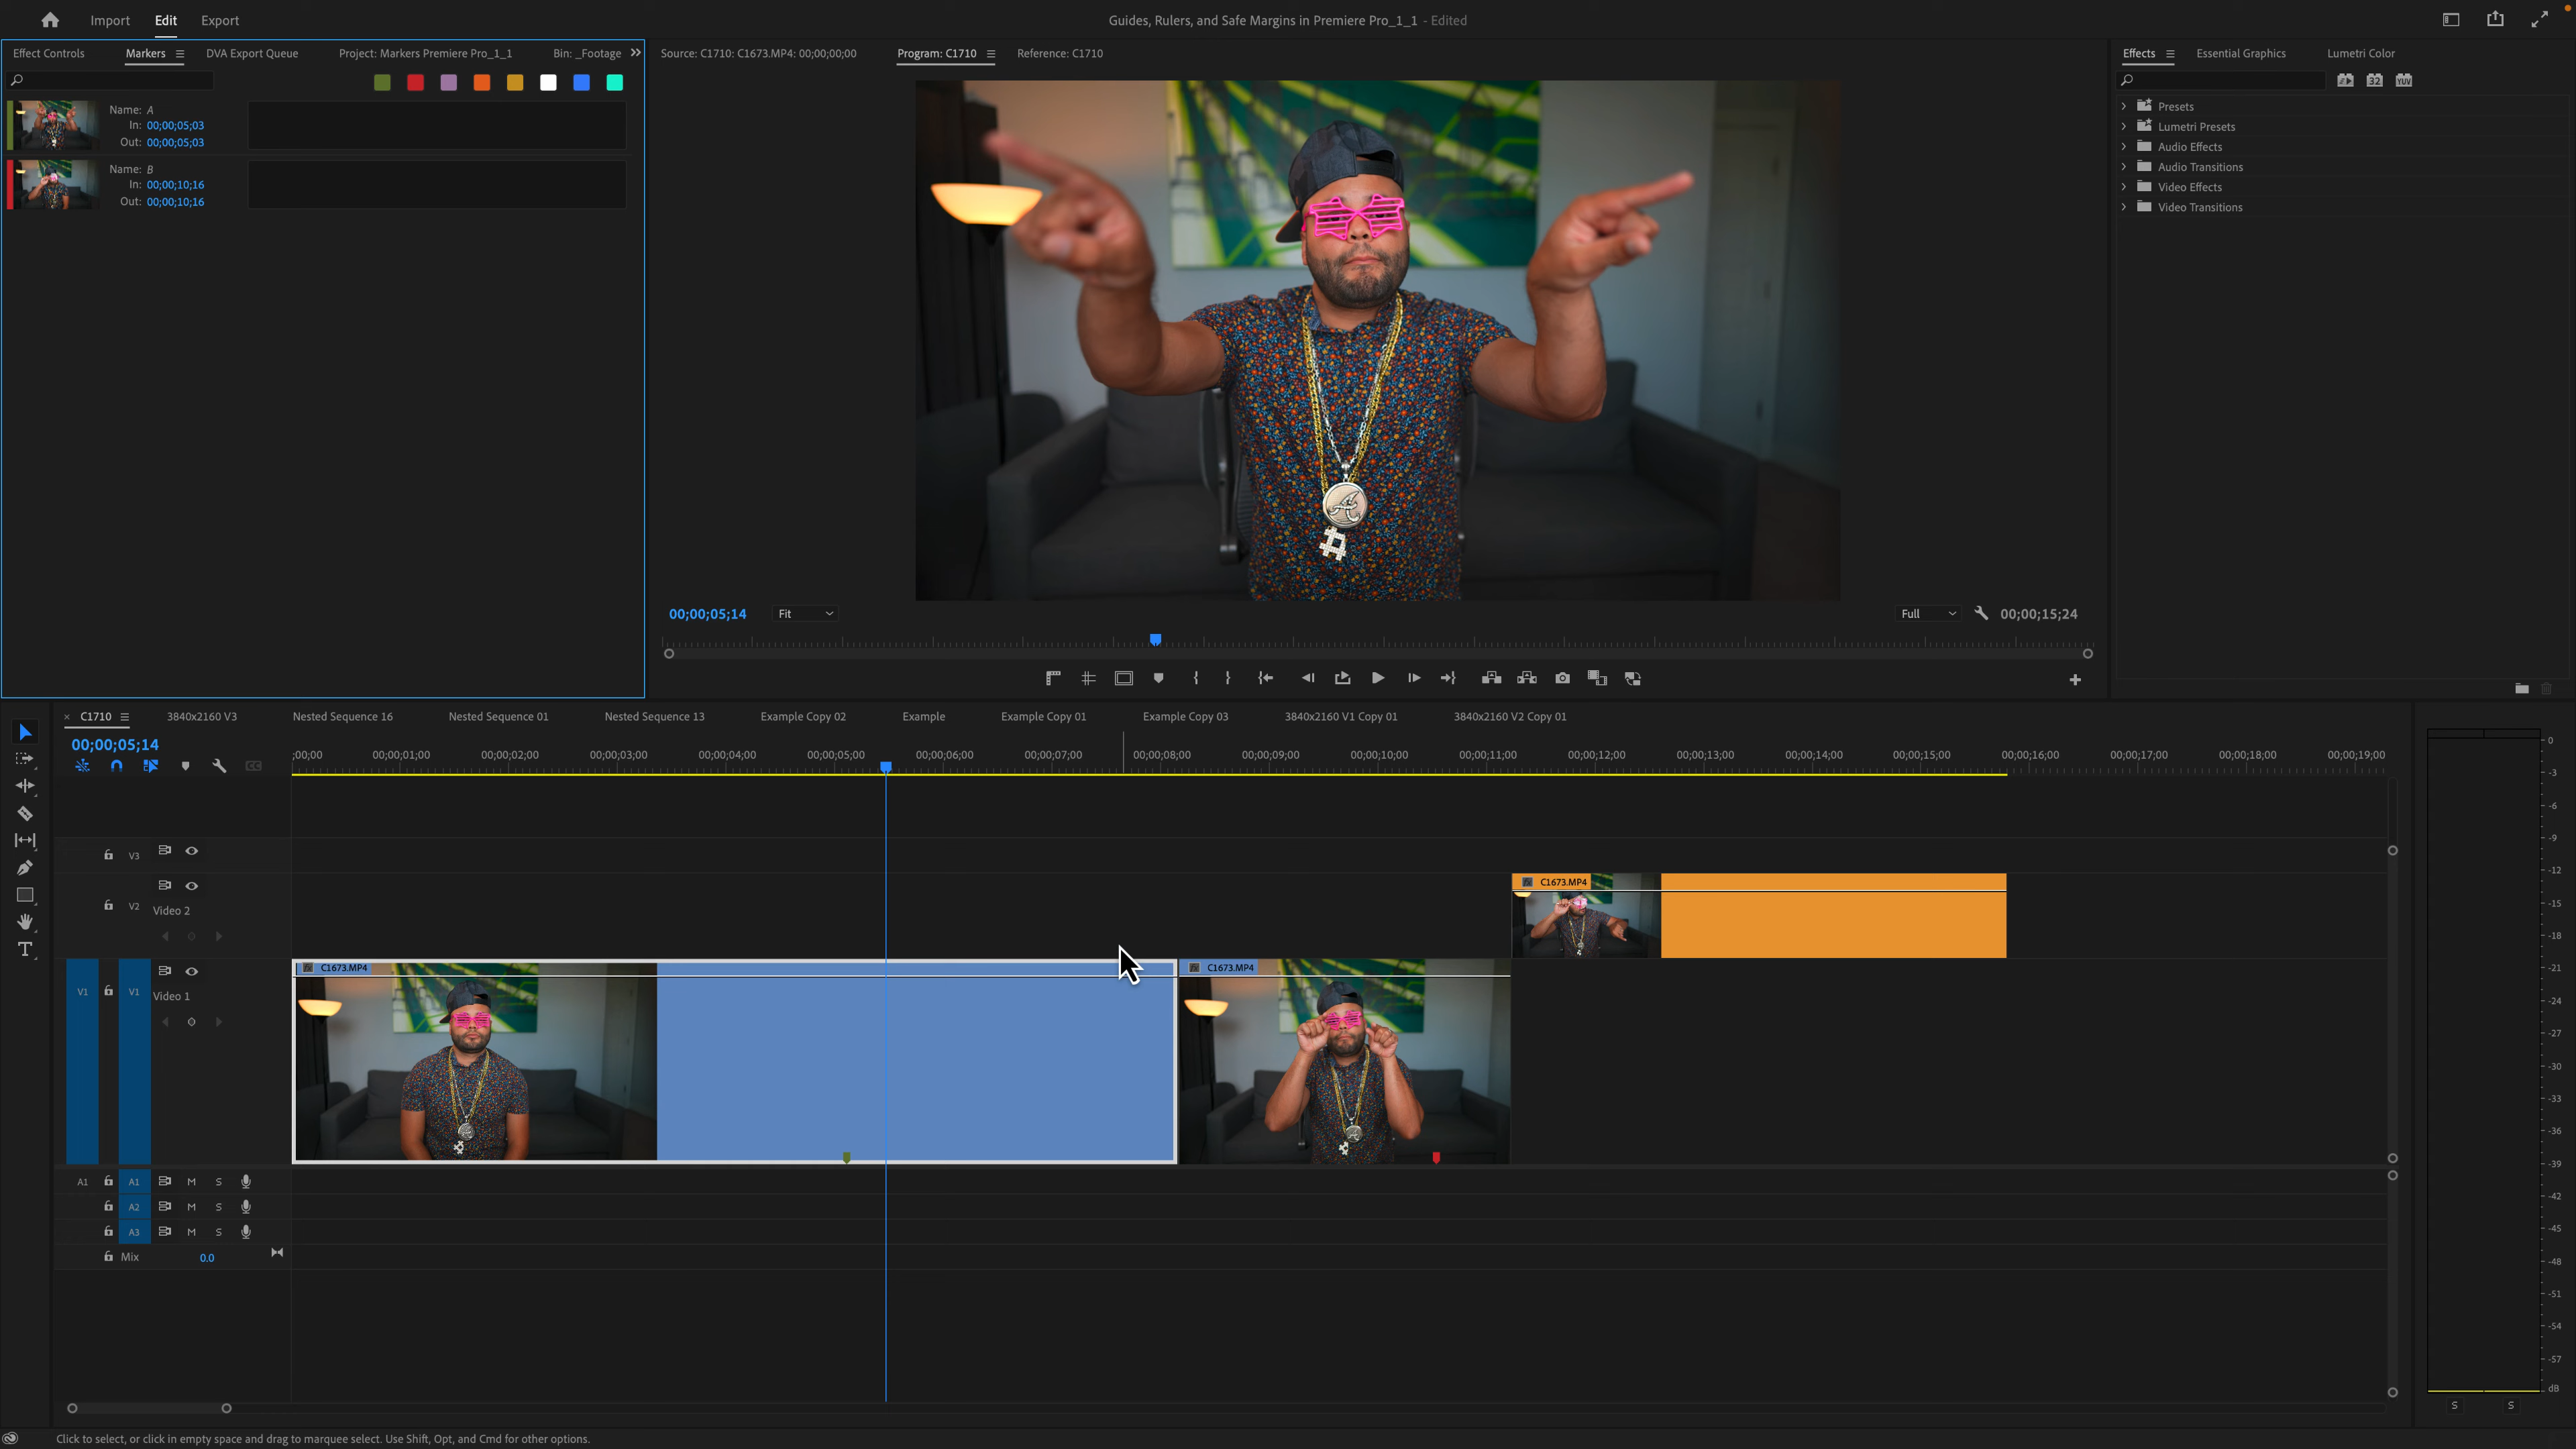 Import Edit Export Guides, Rulers, and Safe Margins in Premiere Pro_1_1 - Edited
Effect Controls Markers DVA Export Queue Project: Markers Premiere Pro_1_1 Bin: _Footage
Source: C1710: C1673.MP4: 00;00;00;00 Program: C1710 Reference: C1710
Effects Essential Graphics Lumetri Color
32 YUV
Name: A
In: 00;00;05;03
Out: 00;00;05;03
Name: B
In: 00;00;10;16
Out: 00;00;10;16
Presets
Lumetri Presets
Audio Effects
Audio Transitions
Video Effects
Video Transitions
00;00;05;14 Fit Full 00;00;15;24
C1710 3840x2160 V3 Nested Sequence 16 Nested Sequence 01 Nested Sequence 13 Example Copy 02 Example Example Copy 01 Example Copy 03 3840x2160 V1 Copy 01 3840x2160 V2 Copy 01
00;00;05;14
;00;00 00;00;01;00 00;00;02;00 00;00;03;00 00;00;04;00 00;00;05;00 00;00;06;00 00;00;07;00 00;00;08;00 00;00;09;00 00;00;10;00 00;00;11;00 00;00;12;00 00;00;13;00 00;00;14;00 00;00;15;00 00;00;16;00 00;00;17;00 00;00;18;00 00;00;19;00
V3
V2 Video 2
C1673.MP4
V1 V1 Video 1
C1673.MP4 C1673.MP4
A1 A1 M S
A2 M S
A3 M S
Mix 0.0
0
-3
-6
-9
-12
-15
-18
-21
-24
-27
-30
-33
-36
-39
-42
-45
-48
-51
-54
-57
dB
S S
Click to select, or click in empty space and drag to marquee select. Use Shift, Opt, and Cmd for other options.